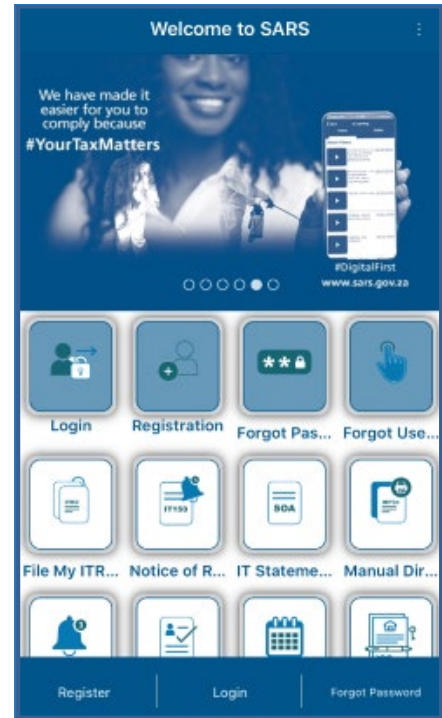 Welcome to SARS
We have made it
easier for you to
comply because
#YourTaxMatters
#DigitalFirst
www.sars.gov.za
Login
Registration
Forgot Pas...
Forgot Use...
IT150
SOA
File My ITR...
Notice of R...
IT Stateme...
Manual Dir...
Register
Login
Forgot Password